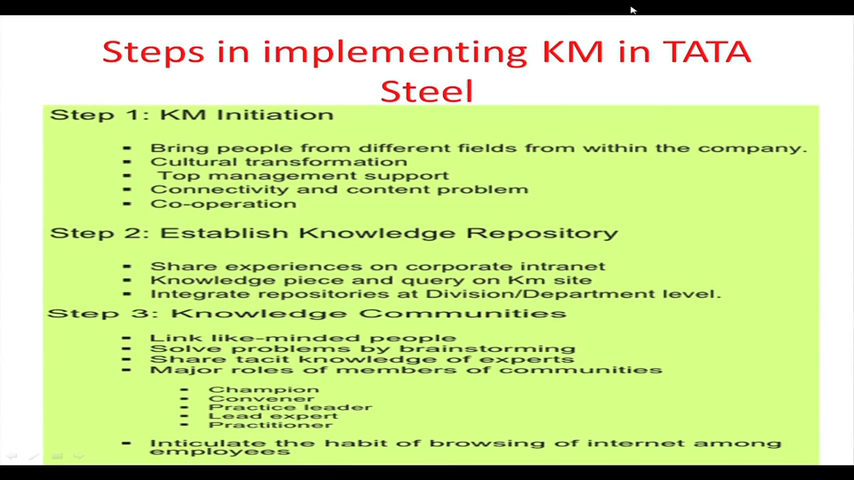 Steps in implementing KM in TATA
Steel
Step 1: KM Initiation
Bring people from different fields from within the company.
Cultural transformation
Top management support
Connectivity and content problem
Co-operation
Step 2: Establish Knowledge Repository
Share experiences on corporate intranet
Knowledge piece and query on Km site
Integrate repositories at Division/Department level.
Step 3: Knowledge Communities
Link like-minded people
Solve problems by brainstorming
Share tacit knowledge of experts
Major roles of members of communities
Champion
Convener
Practice leader
Lead expert
Practitioner
Inticulate the habit of browsing of internet among
employees